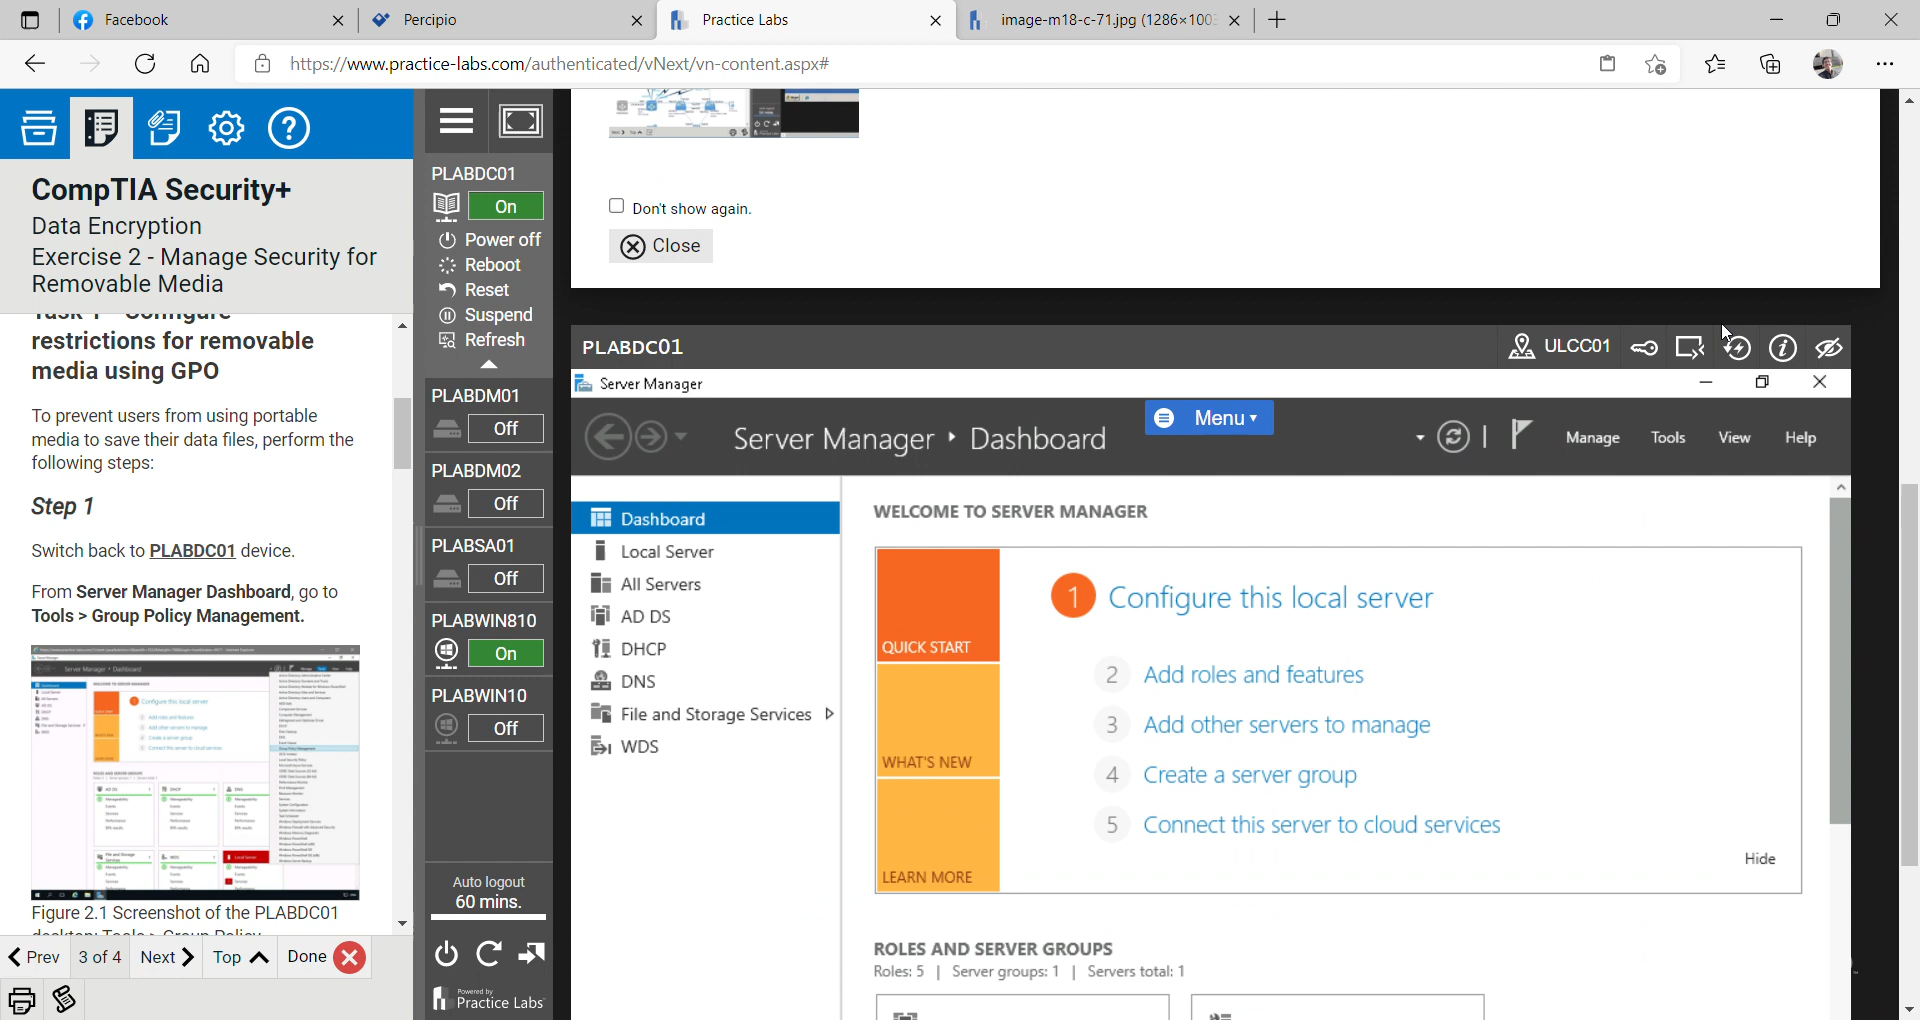 Facebook
Percipio
Practice Labs
image-m18-c-71.jpg (1286×100
https://www.practice-labs.com/authenticated/vNext/vn-content.aspx#
CompTIA Security+
Data Encryption
Exercise 2 - Manage Security for
Removable Media
Task 1 - Configure
restrictions for removable
media using GPO
To prevent users from using portable
media to save their data files, perform the
following steps:
Step 1
Switch back to PLABDC01 device.
From Server Manager Dashboard, go to
Tools > Group Policy Management.
Figure 2.1 Screenshot of the PLABDC01
desktop: Tools > Group Policy
Prev
3 of 4
Next
Top
Done
PLABDC01
On
Power off
Reboot
Reset
Suspend
Refresh
PLABDM01
Off
PLABDM02
Off
PLABSA01
Off
PLABWIN810
On
PLABWIN10
Off
Auto logout
60 mins.
Powered by
Practice Labs
Don't show again.
Close
PLABDC01
ULCC01
Server Manager
Server Manager • Dashboard
Menu
Manage
Tools
View
Help
Dashboard
Local Server
All Servers
AD DS
DHCP
DNS
File and Storage Services
WDS
WELCOME TO SERVER MANAGER
QUICK START
WHAT'S NEW
LEARN MORE
1 Configure this local server
2 Add roles and features
3 Add other servers to manage
4 Create a server group
5 Connect this server to cloud services
Hide
ROLES AND SERVER GROUPS
Roles: 5 | Server groups: 1 | Servers total: 1